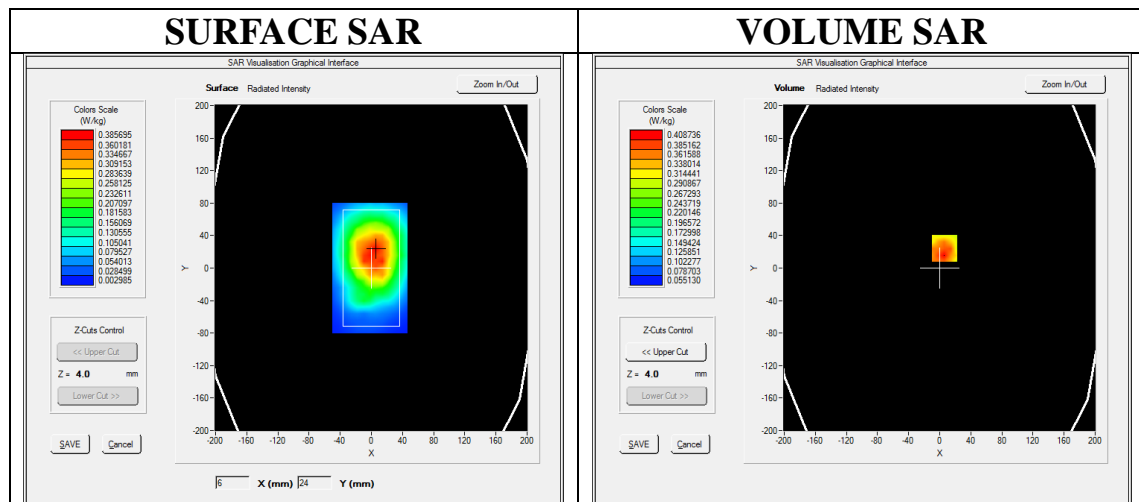 SURFACE SAR
SAR Visualisation Graphical Interface
Surface Radiated Intensity
Zoom In/Out
Colors Scale
(W/kg)
0.385695
0.360181
0.334667
0.309153
0.283639
0.258125
0.232611
0.207097
0.181583
0.156069
0.130555
0.105041
0.079527
0.054013
0.028499
0.002985
Z-Cuts Control
<< Upper Cut
Z = 4.0 mm
Lower Cut >>
SAVE Cancel
200
160
120
80
40
0
-40
-80
-120
-160
-200
Y
-200 -160 -120 -80 -40 0 40 80 120 160 200
X
6 X (mm) 24 Y (mm)
VOLUME SAR
SAR Visualisation Graphical Interface
Volume Radiated Intensity
Zoom In/Out
Colors Scale
(W/kg)
0.408736
0.385162
0.361588
0.338014
0.314441
0.290867
0.267293
0.243719
0.220146
0.196572
0.172998
0.149424
0.125851
0.102277
0.078703
0.055130
Z-Cuts Control
<< Upper Cut
Z = 4.0 mm
Lower Cut >>
SAVE Cancel
200
160
120
80
40
0
-40
-80
-120
-160
-200
Y
-200 -160 -120 -80 -40 0 40 80 120 160 200
X